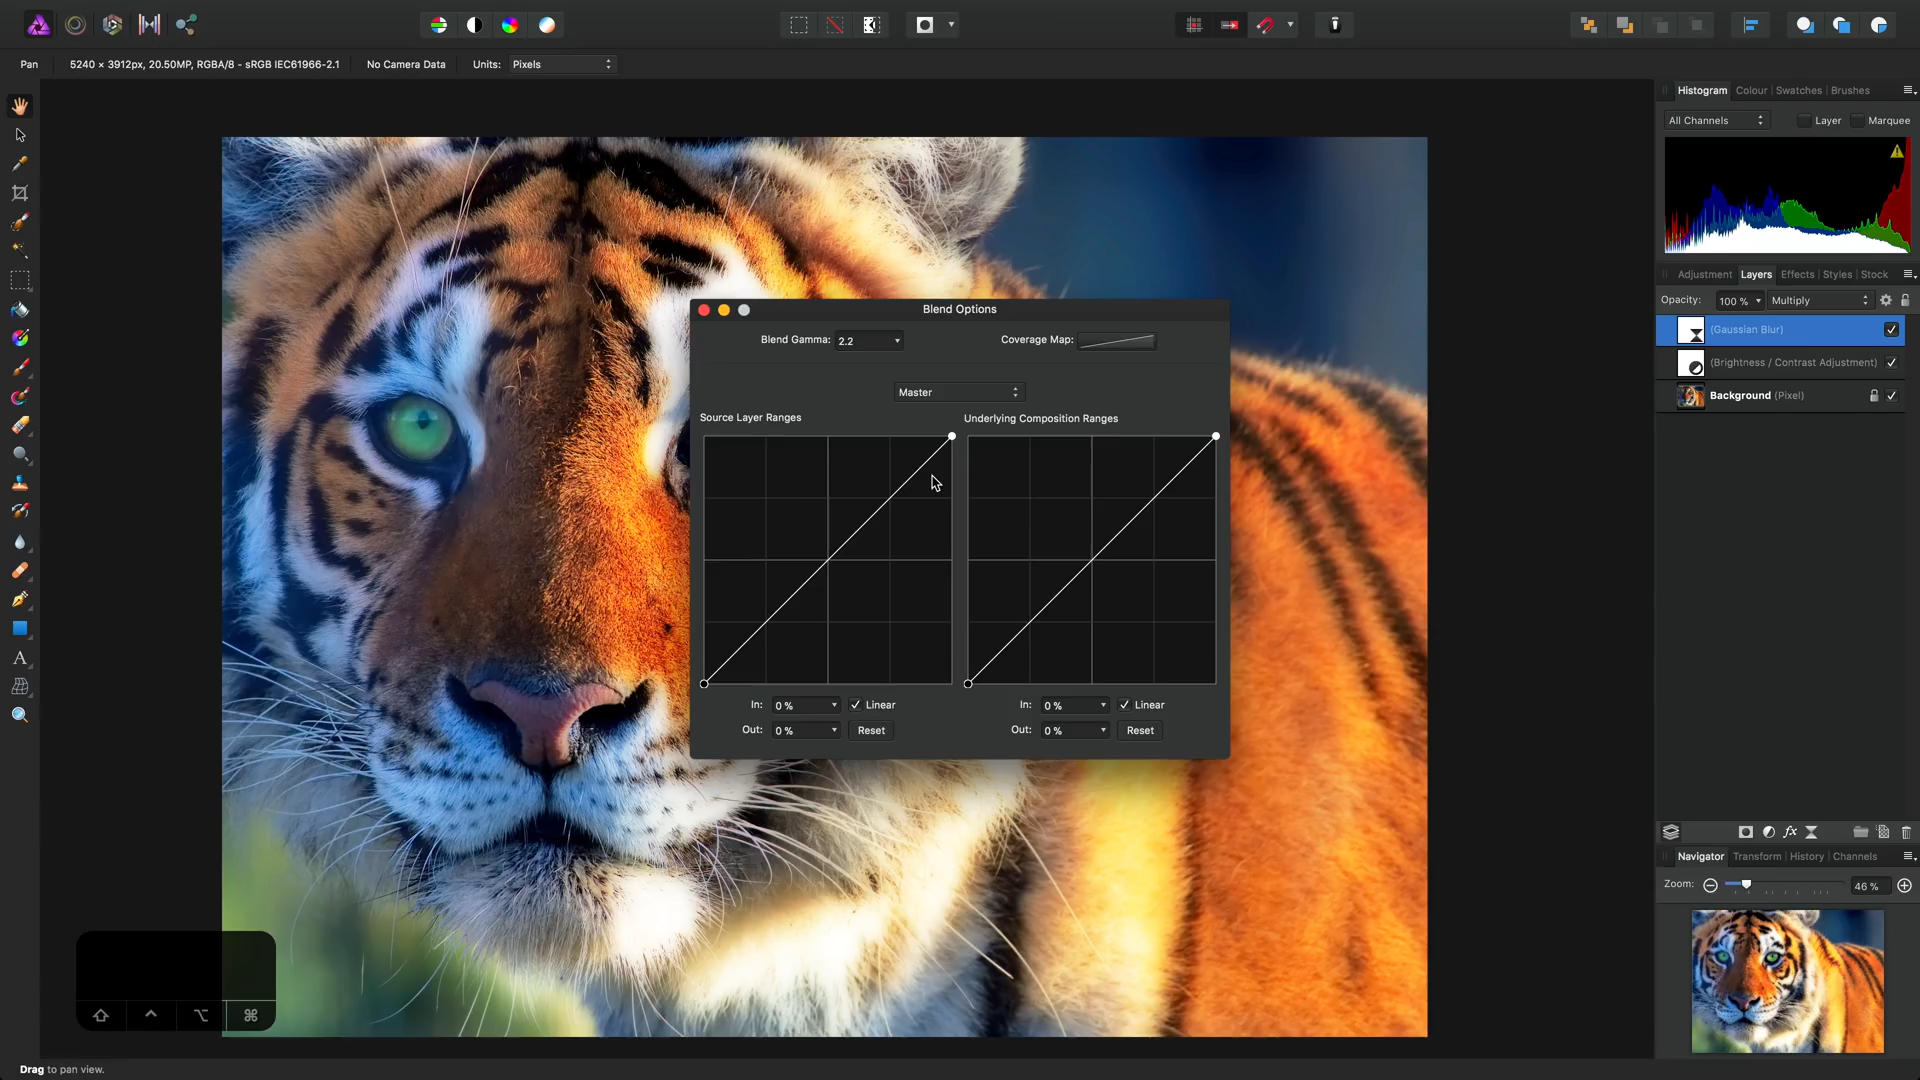 Pan
5240 × 3912px, 20.50MP, RGBA/8 - sRGB IEC61966-2.1
No Camera Data
Units: Pixels
Histogram Colour Swatches Brushes
All Channels Layer Marquee
Adjustment Layers Effects Styles Stock
Opacity: 100 % Multiply
(Gaussian Blur)
(Brightness / Contrast Adjustment)
Background (Pixel)
Blend Options
Blend Gamma: 2.2
Coverage Map:
Master
Source Layer Ranges
Underlying Composition Ranges
In: 0 % Linear
Out: 0 % Reset
In: 0 % Linear
Out: 0 % Reset
fx
Navigator Transform History Channels
Zoom: 46 %
A
Drag to pan view.